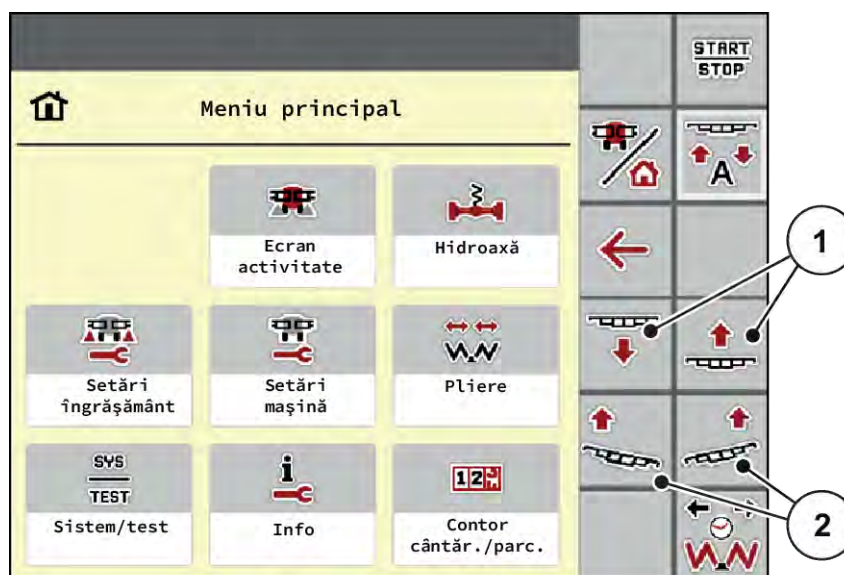 START
STOP
Meniu principal
A
Ecran
activitate
Hidroaxă
1
Setări
îngrăşământ
Setări
maşină
Pliere
SYS
TEST
Sistem/test
i
Info
12
Contor
cântăr./parc.
2